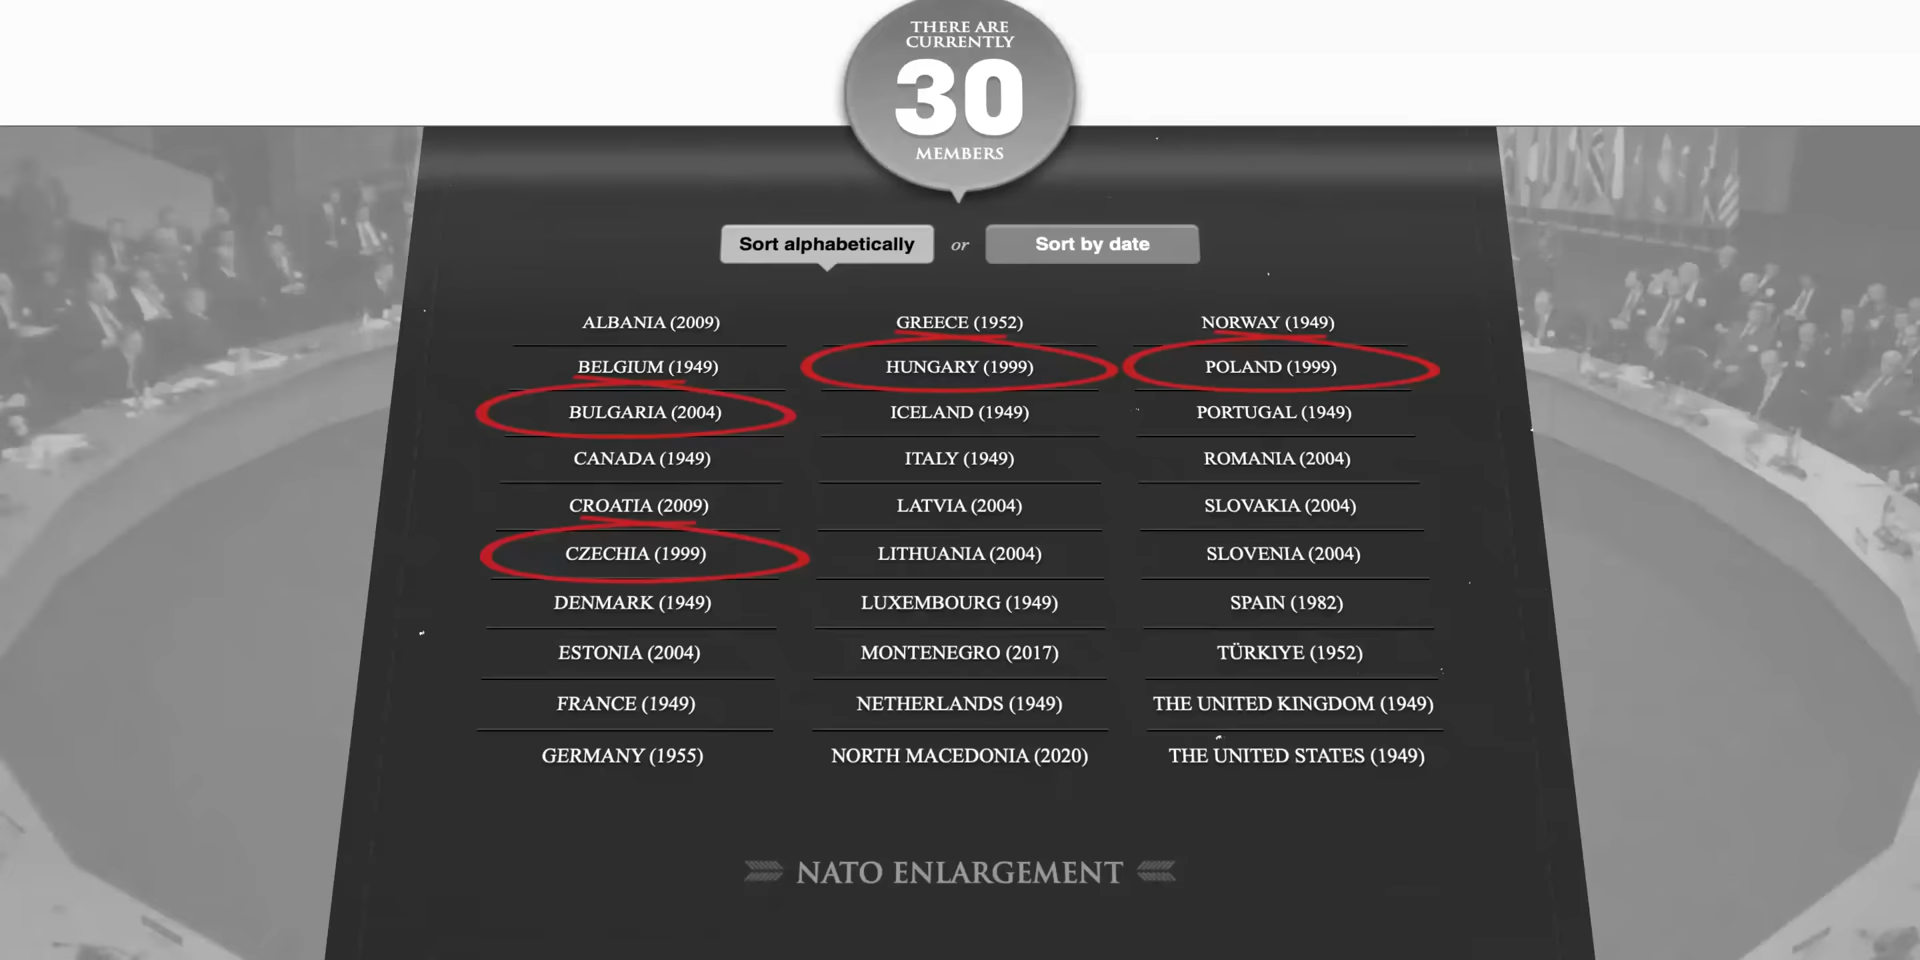 THERE ARE
CURRENTLY
30
MEMBERS
Sort alphabetically or Sort by date
ALBANIA (2009)
BELGIUM (1949)
BULGARIA (2004)
CANADA (1949)
CROATIA (2009)
CZECHIA (1999)
DENMARK (1949)
ESTONIA (2004)
FRANCE (1949)
GERMANY (1955)
GREECE (1952)
HUNGARY (1999)
ICELAND (1949)
ITALY (1949)
LATVIA (2004)
LITHUANIA (2004)
LUXEMBOURG (1949)
MONTENEGRO (2017)
NETHERLANDS (1949)
NORTH MACEDONIA (2020)
NORWAY (1949)
POLAND (1999)
PORTUGAL (1949)
ROMANIA (2004)
SLOVAKIA (2004)
SLOVENIA (2004)
SPAIN (1982)
TÜRKIYE (1952)
THE UNITED KINGDOM (1949)
THE UNITED STATES (1949)
NATO ENLARGEMENT